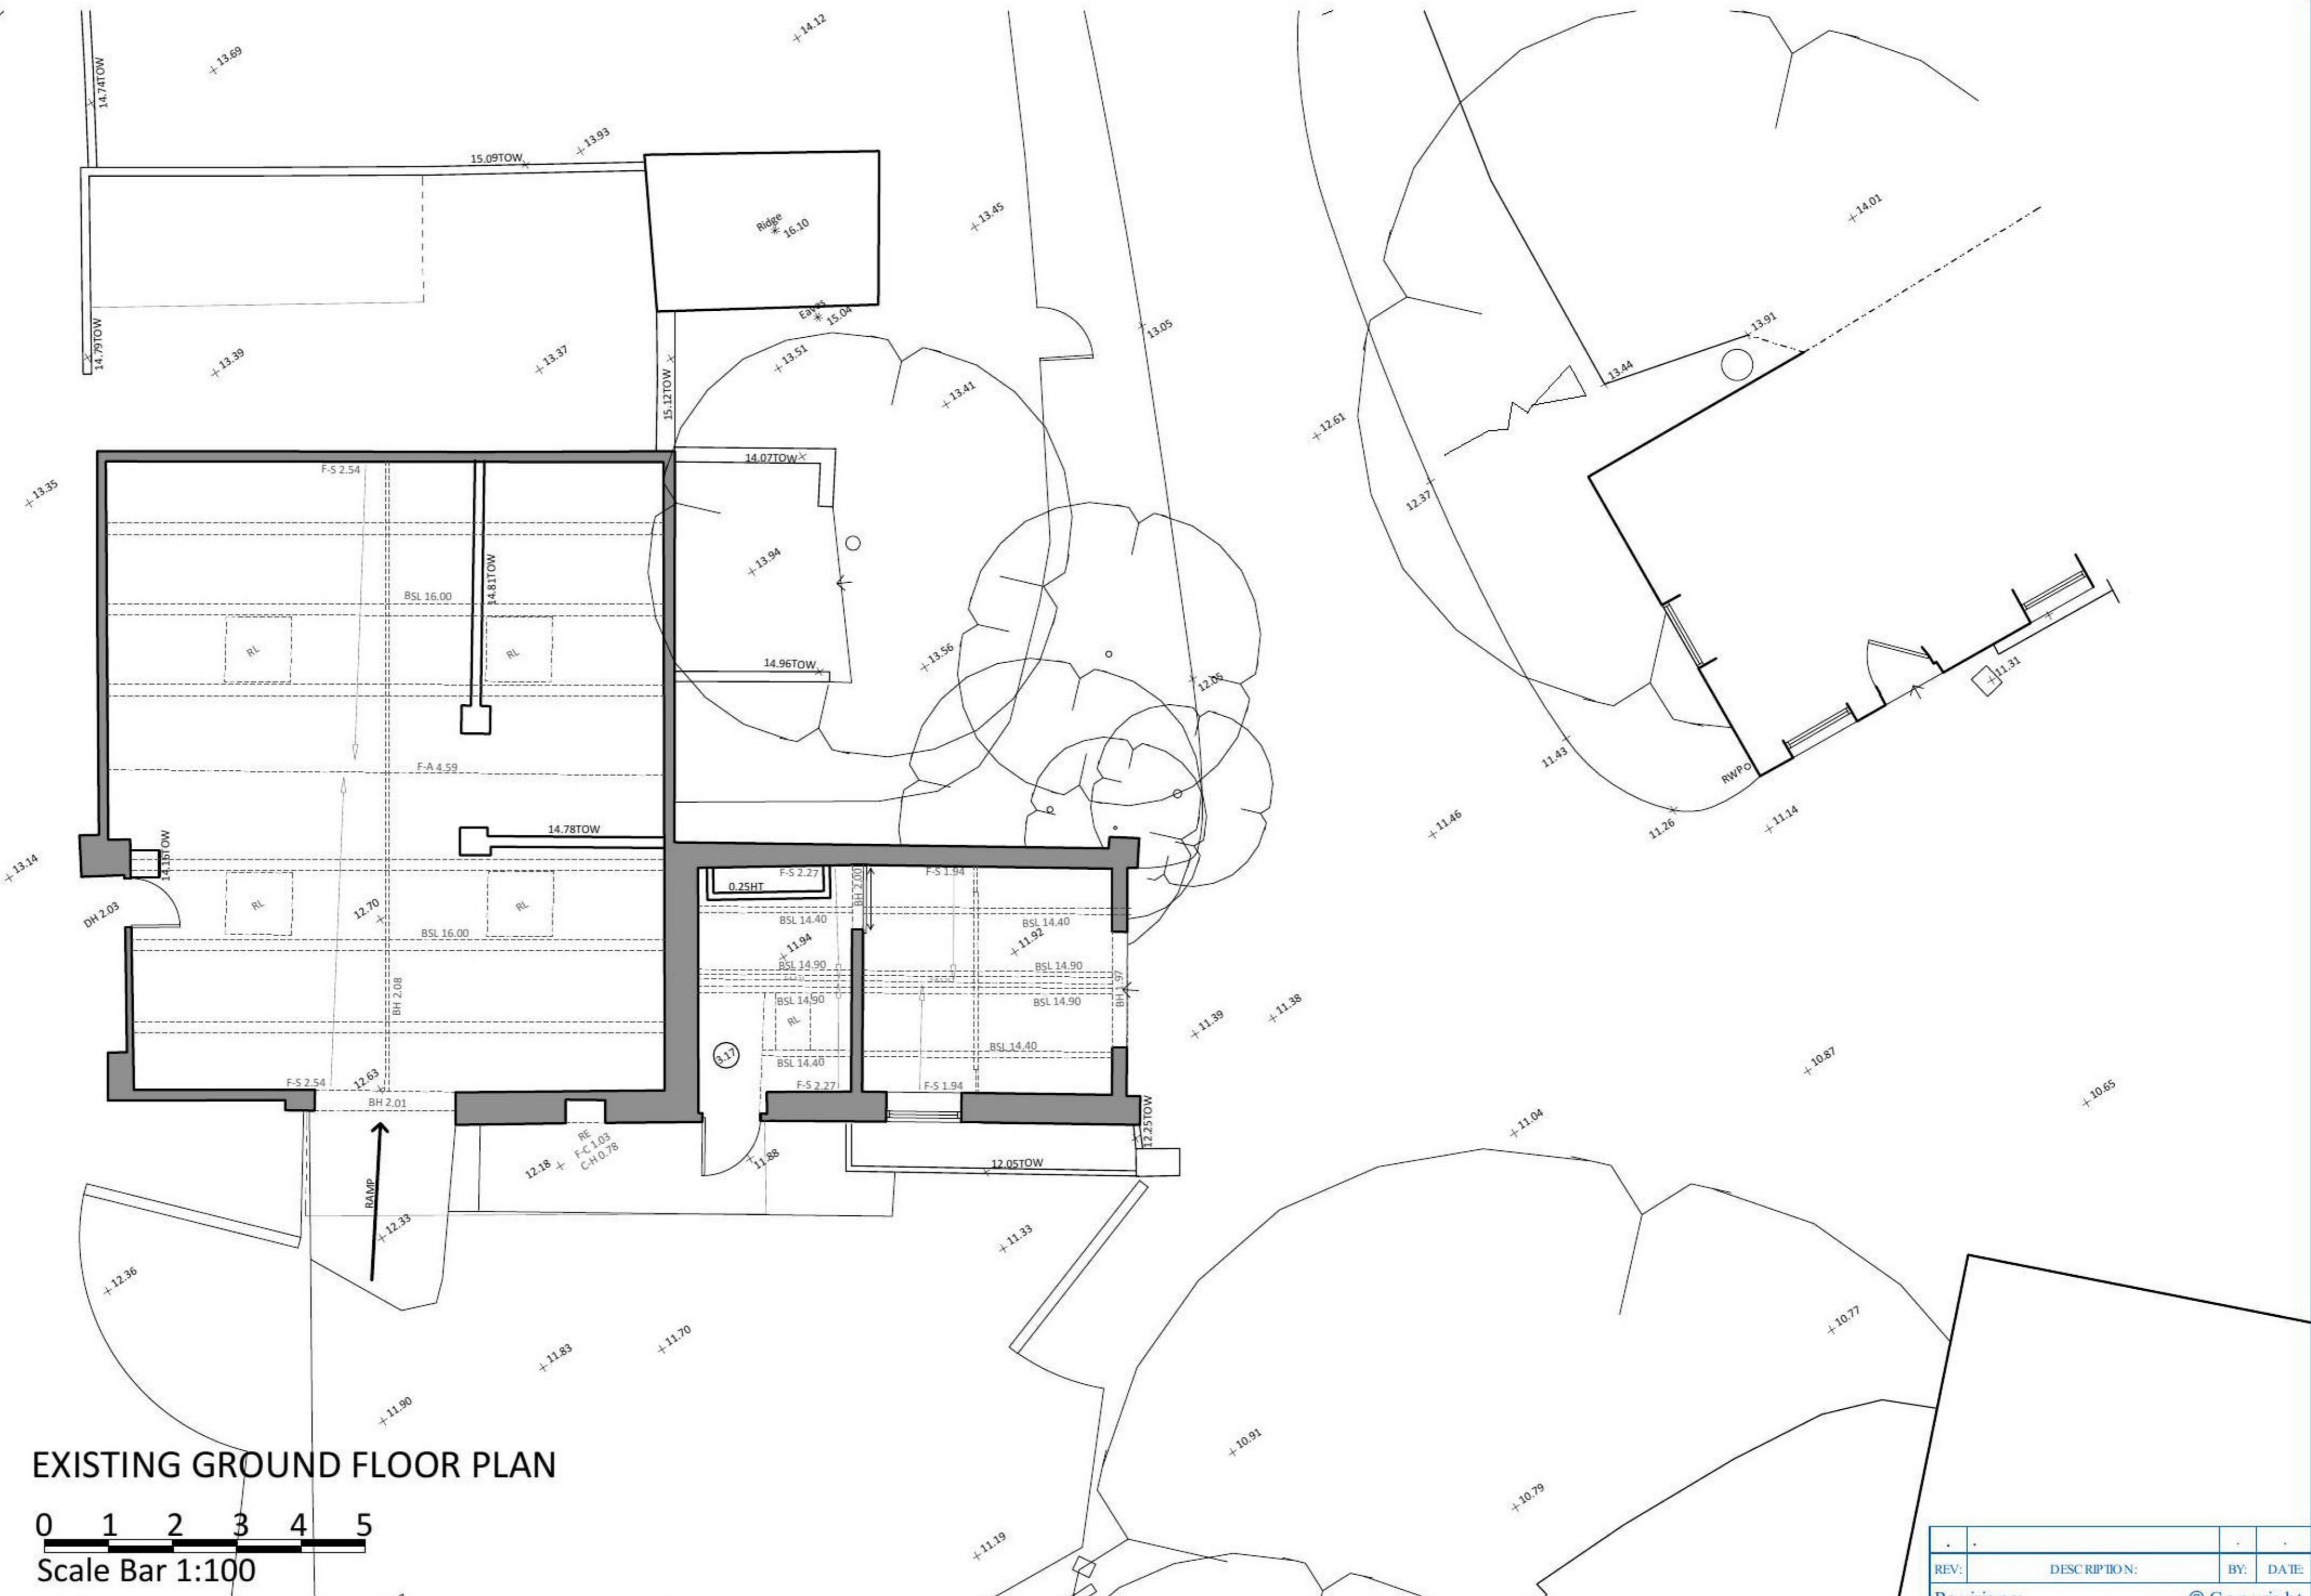 14.12
13.69
14.74TOW
13.93
15.09TOW
14.01
13.45
Ridge
16.10
Eaves
15.04
13.05
13.91
14.79TOW
13.39
13.37
13.51
13.44
15.12TOW
13.41
12.61
14.07TOW
F-S 2.54
13.35
12.37
13.94
14.81TOW
BSL 16.00
RL
RL
13.56
14.96TOW
12.05
11.31
11.43
F-A 4.59
RWP
14.78TOW
11.46
11.26
11.14
14.16TOW
13.14
F-S 2.27
F-S 1.94
0.25HT
BH 2.00
DH 2.03
RL
RL
12.70
BSL 14.40
BSL 14.40
BSL 16.00
11.94
11.92
BSL 14.90
BSL 14.90
BH 2.08
BSL 14.90
BSL 14.90
BH 1.97
RL
11.39
11.38
3.17
BSL 14.40
BSL 14.40
10.87
F-S 2.54
12.63
F-S 2.27
F-S 1.94
10.65
BH 2.01
11.04
12.25TOW
RE
F-C 1.03
C-H 0.78
12.18
11.88
12.05TOW
RAMP
12.33
11.33
12.36
10.77
11.83
11.70
11.90
10.91
EXISTING GROUND FLOOR PLAN
10.79
0 1 2 3 4 5
11.19
Scale Bar 1:100
REV: DESCRIPTION: BY: DATE: